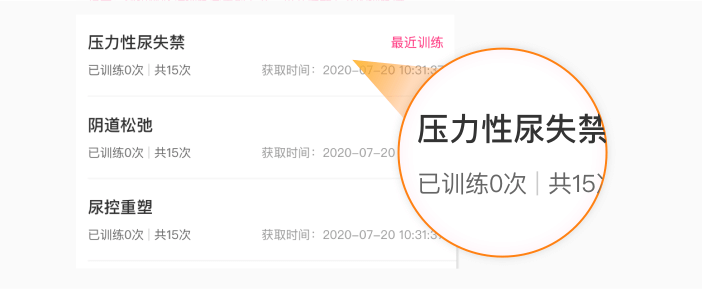 压力性尿失禁
最近训练
已训练0次 | 共15次
获取时间：2020-07-20 10:31:37
阴道松弛
已训练0次 | 共15次
获取时间：2020-07-20
尿控重塑
已训练0次 | 共15次
获取时间：2020-07-20 10:31:37
压力性尿失禁
已训练0次 | 共15